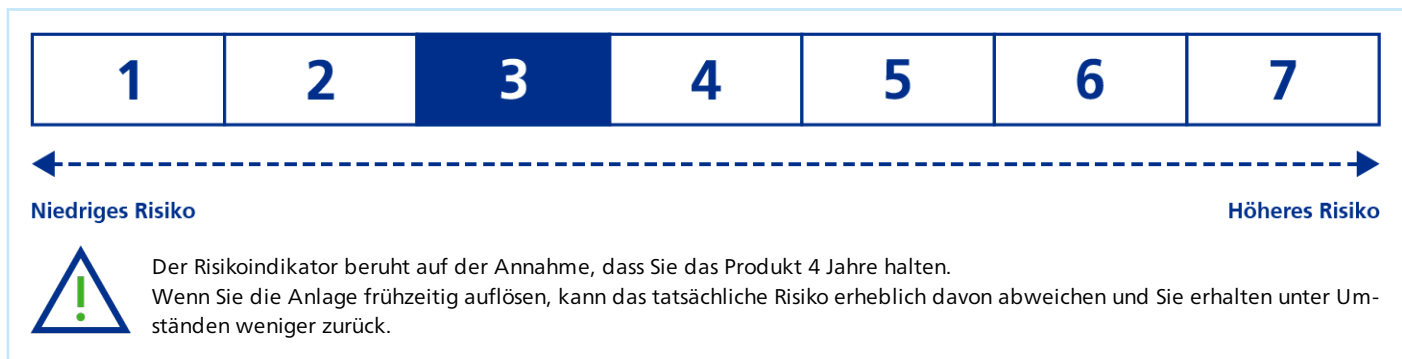 1 2 3 4 5 6 7
Niedriges Risiko Höheres Risiko
Der Risikoindikator beruht auf der Annahme, dass Sie das Produkt 4 Jahre halten.
Wenn Sie die Anlage frühzeitig auflösen, kann das tatsächliche Risiko erheblich davon abweichen und Sie erhalten unter Um-
ständen weniger zurück.